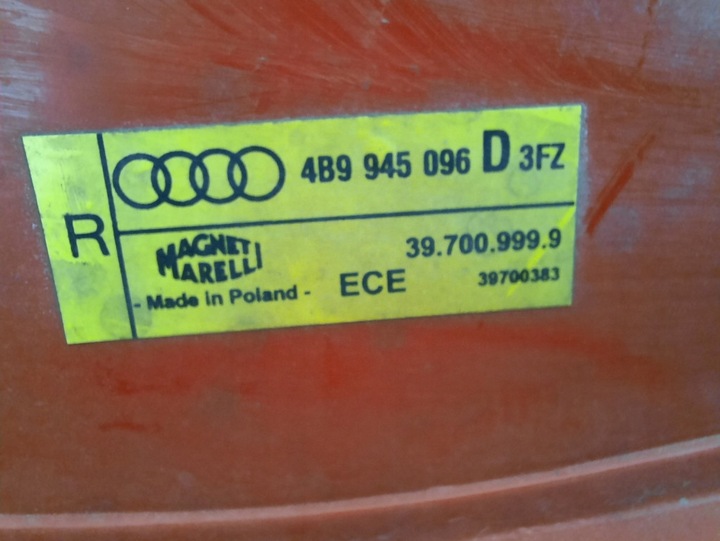 R
4B9 945 096 D 3FZ
MAGNETI MARELLI
39.700.999.9
- Made in Poland -
ECE
39700383